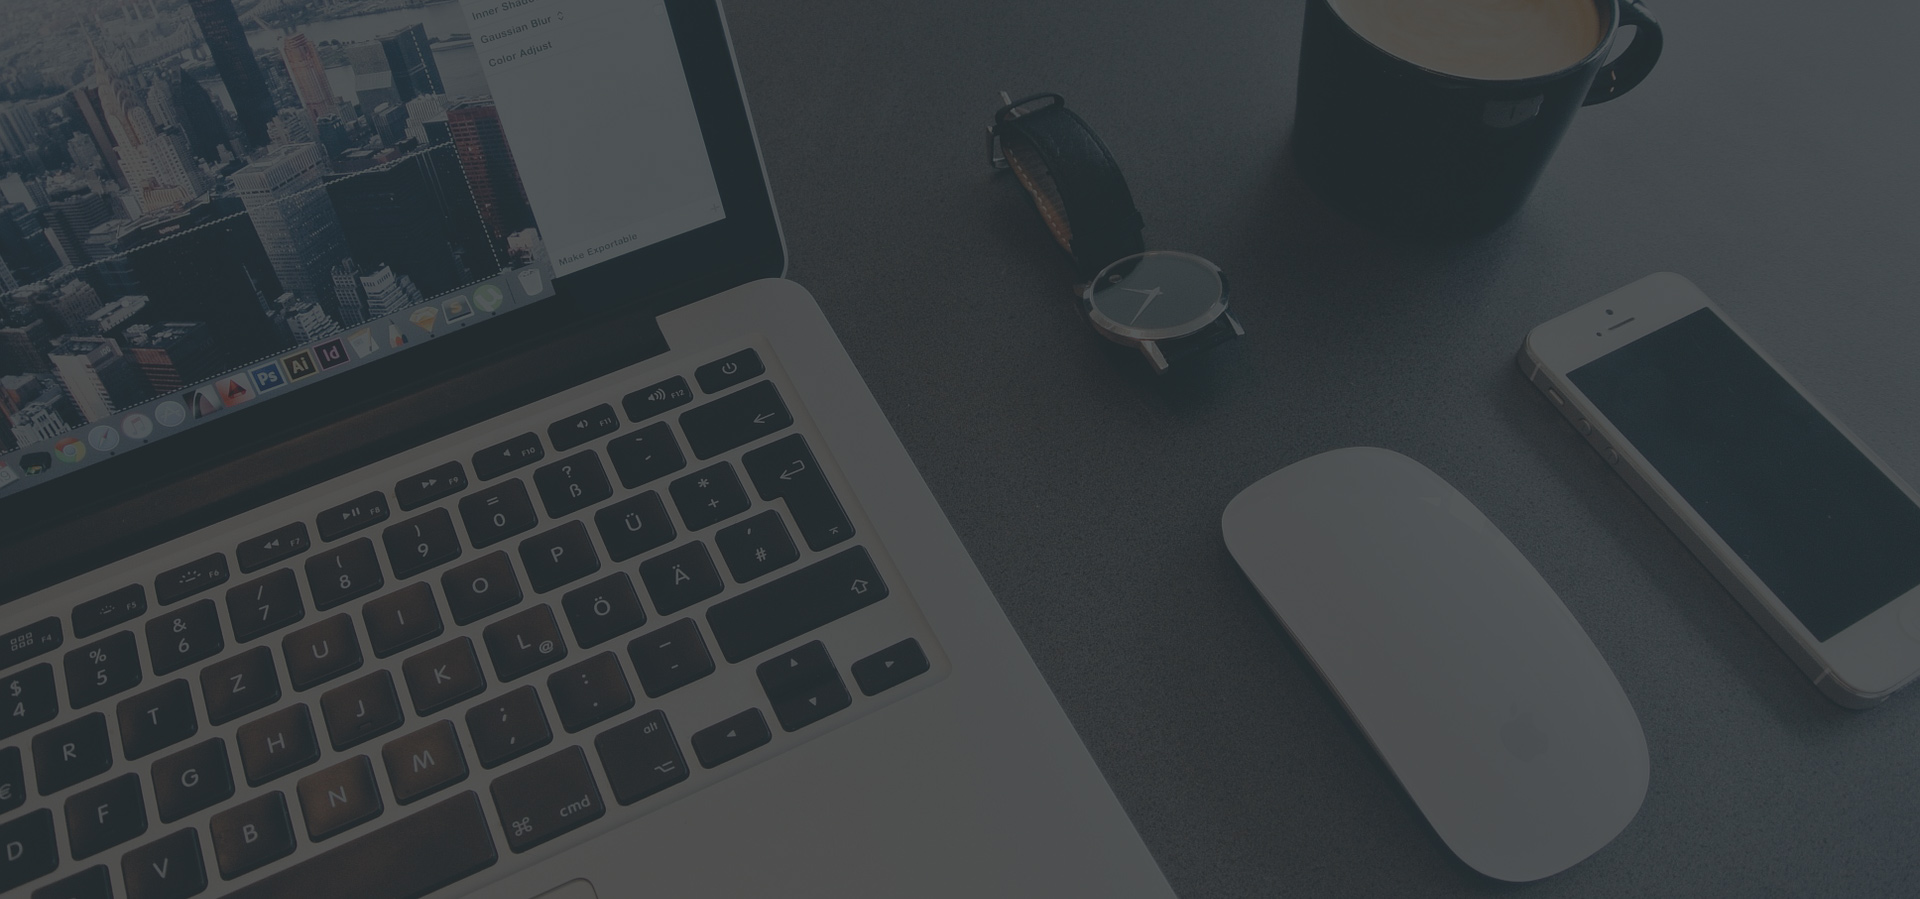 Inner Shad
Gaussian Blur
Color Adjust
Make Exportable
Ps Ai Id
F4 F5 F6 F7 F8 F9 F10 F11 F12
$ % & / ( ) = ? `
4 5 6 7 8 9 0 ß ´
R T Z U I O P Ü * +
D F G H J K L @ Ö Ä ' #
V B N M ; , : . _ -
€
cmd alt